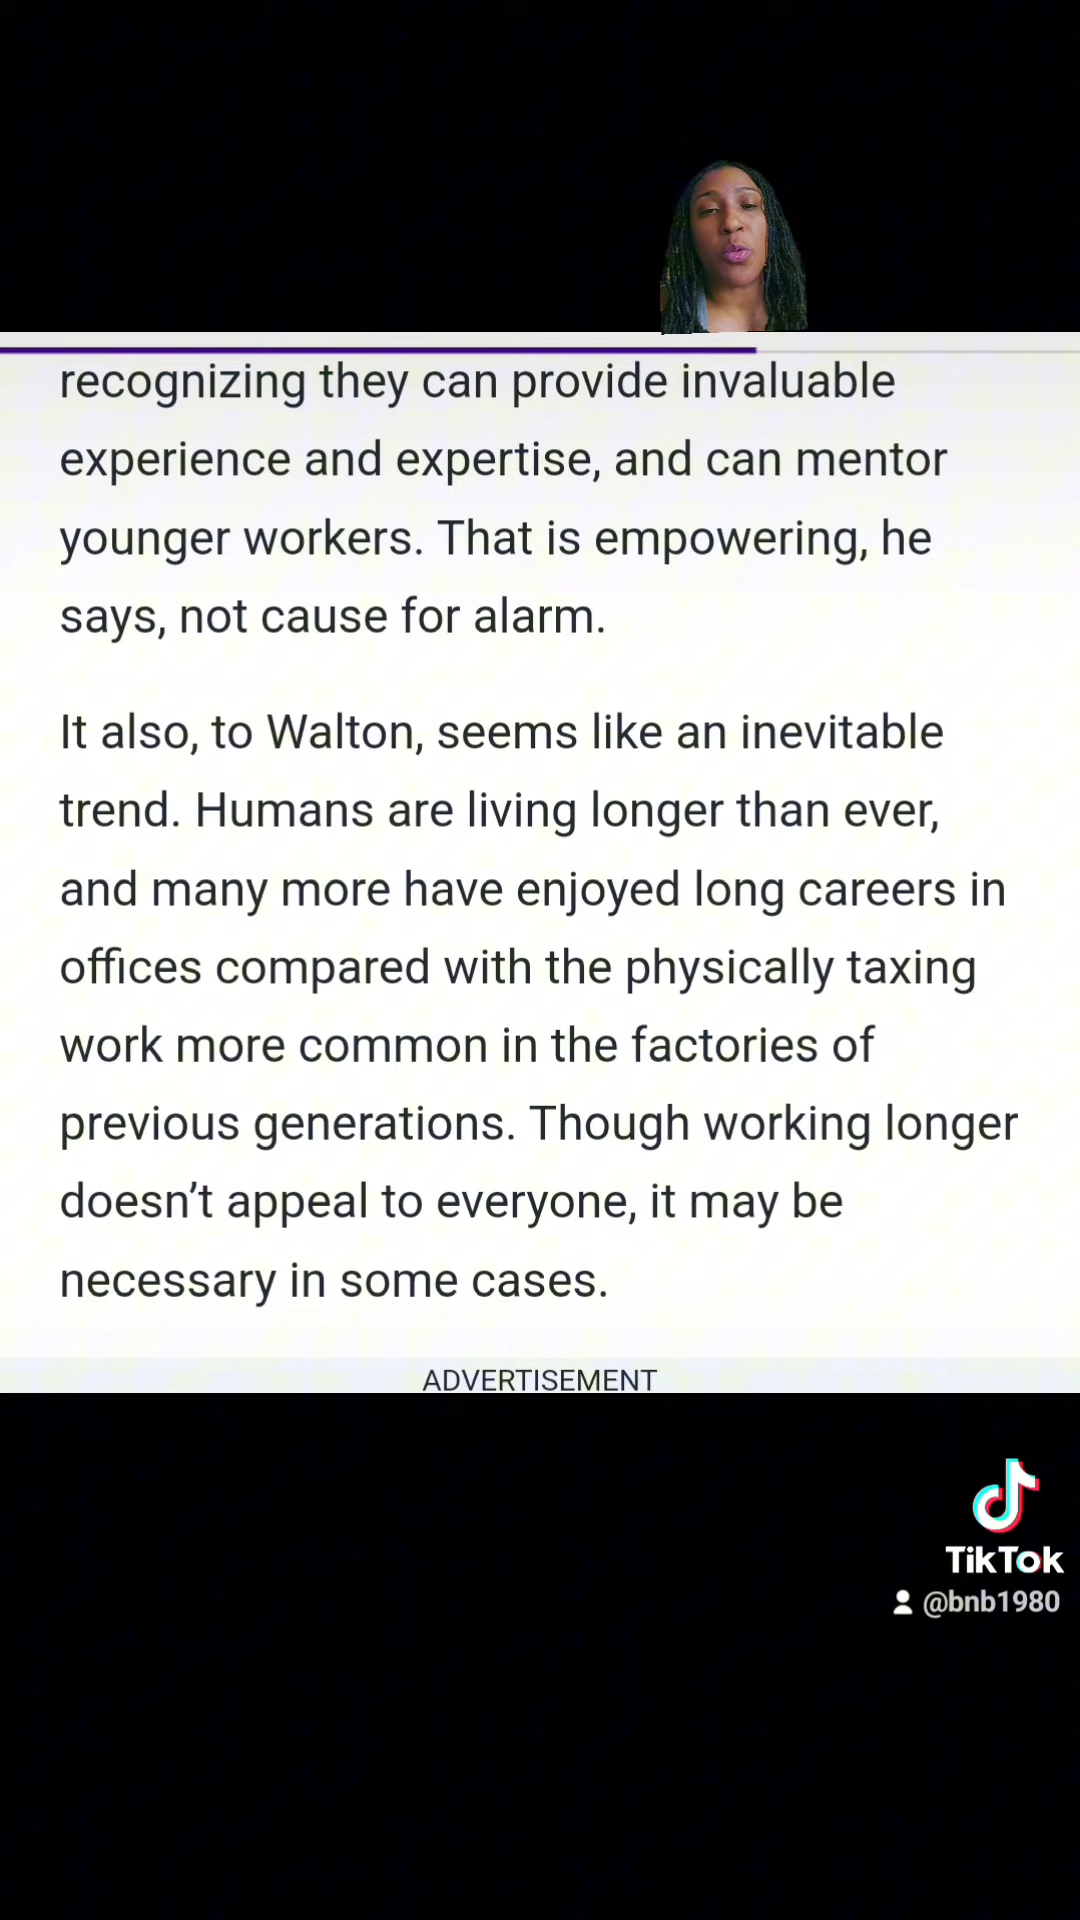 recognizing they can provide invaluable
experience and expertise, and can mentor
younger workers. That is empowering, he
says, not cause for alarm.
It also, to Walton, seems like an inevitable
trend. Humans are living longer than ever,
and many more have enjoyed long careers in
offices compared with the physically taxing
work more common in the factories of
previous generations. Though working longer
doesn’t appeal to everyone, it may be
necessary in some cases.
ADVERTISEMENT
TikTok
@bnb1980